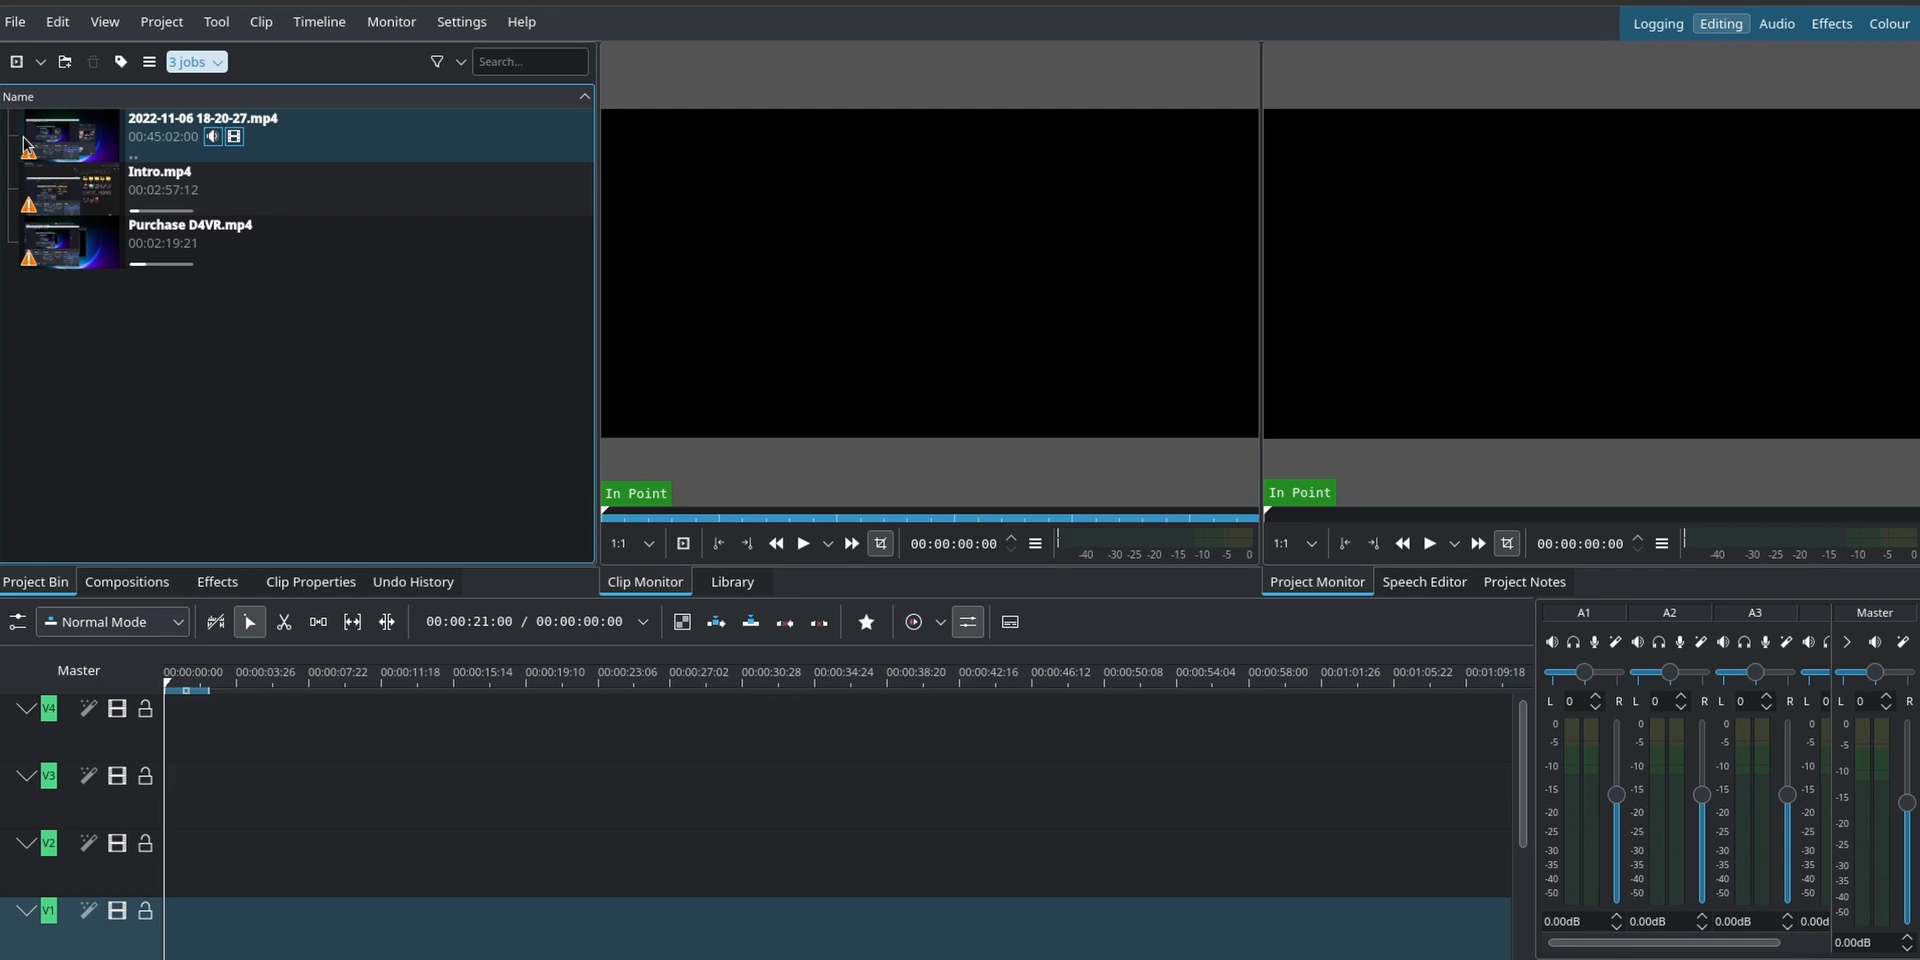 File Edit View Project Tool Clip Timeline Monitor Settings Help
Logging Editing Audio Effects Colour
3 jobs Search...
Name
2022-11-06 18-20-27.mp4
00:45:02:00
Intro.mp4
00:02:57:12
Purchase D4VR.mp4
00:02:19:21
In Point
In Point
1:1 00:00:00:00 -40 -30 -25 -20 -15 -10 -5 0
1:1 00:00:00:00 -40 -30 -25 -20 -15 -10 -5 0
Project Bin Compositions Effects Clip Properties Undo History
Clip Monitor Library
Project Monitor Speech Editor Project Notes
Normal Mode 00:00:21:00 / 00:00:00:00
Master 00:00:00:00 00:00:03:26 00:00:07:22 00:00:11:18 00:00:15:14 00:00:19:10 00:00:23:06 00:00:27:02 00:00:30:28 00:00:34:24 00:00:38:20 00:00:42:16 00:00:46:12 00:00:50:08 00:00:54:04 00:00:58:00 00:01:01:26 00:01:05:22 00:01:09:18
V4
V3
V2
V1
A1 A2 A3 Master
L 0 R L 0 R L 0 R L 0 L 0 R
0 0 0 0 0
-5 -5 -5 -5 -5
-10 -10 -10 -10 -10
-15 -15 -15 -15 -15
-20 -20 -20 -20 -20
-25 -25 -25 -25 -25
-30 -30 -30 -30 -30
-35 -35 -35 -35 -35
-40 -40 -40 -40 -40
-50 -50 -50 -50 -50
0.00dB 0.00dB 0.00dB 0.00d
0.00dB